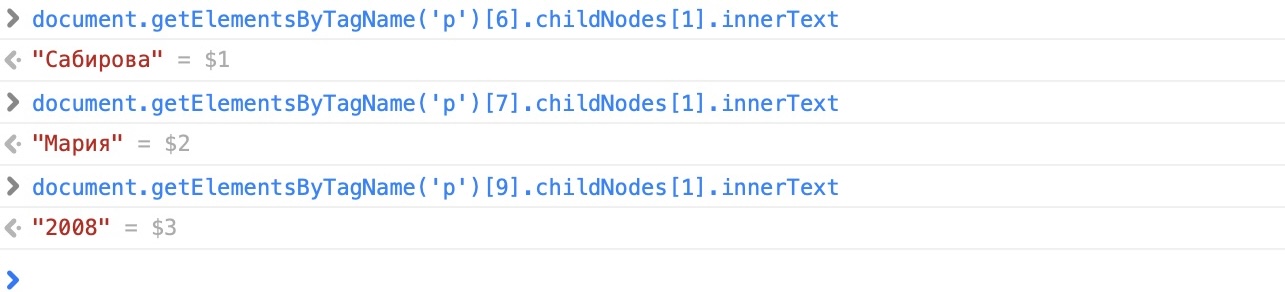 document.getElementsByTagName('p')[6].childNodes[1].innerText
"Сабирова" = $1
document.getElementsByTagName('p')[7].childNodes[1].innerText
"Мария" = $2
document.getElementsByTagName('p')[9].childNodes[1].innerText
"2008" = $3